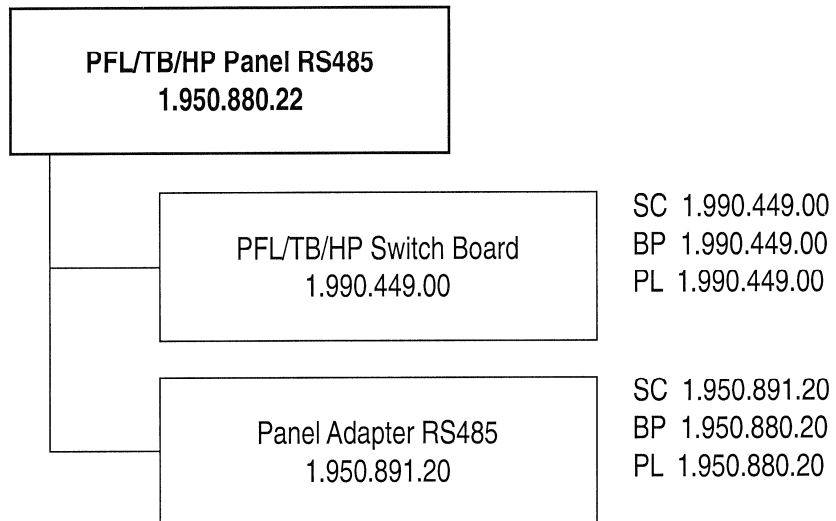 PFL/TB/HP Panel RS485
1.950.880.22
PFL/TB/HP Switch Board
1.990.449.00
SC 1.990.449.00
BP 1.990.449.00
PL 1.990.449.00
Panel Adapter RS485
1.950.891.20
SC 1.950.891.20
BP 1.950.880.20
PL 1.950.880.20